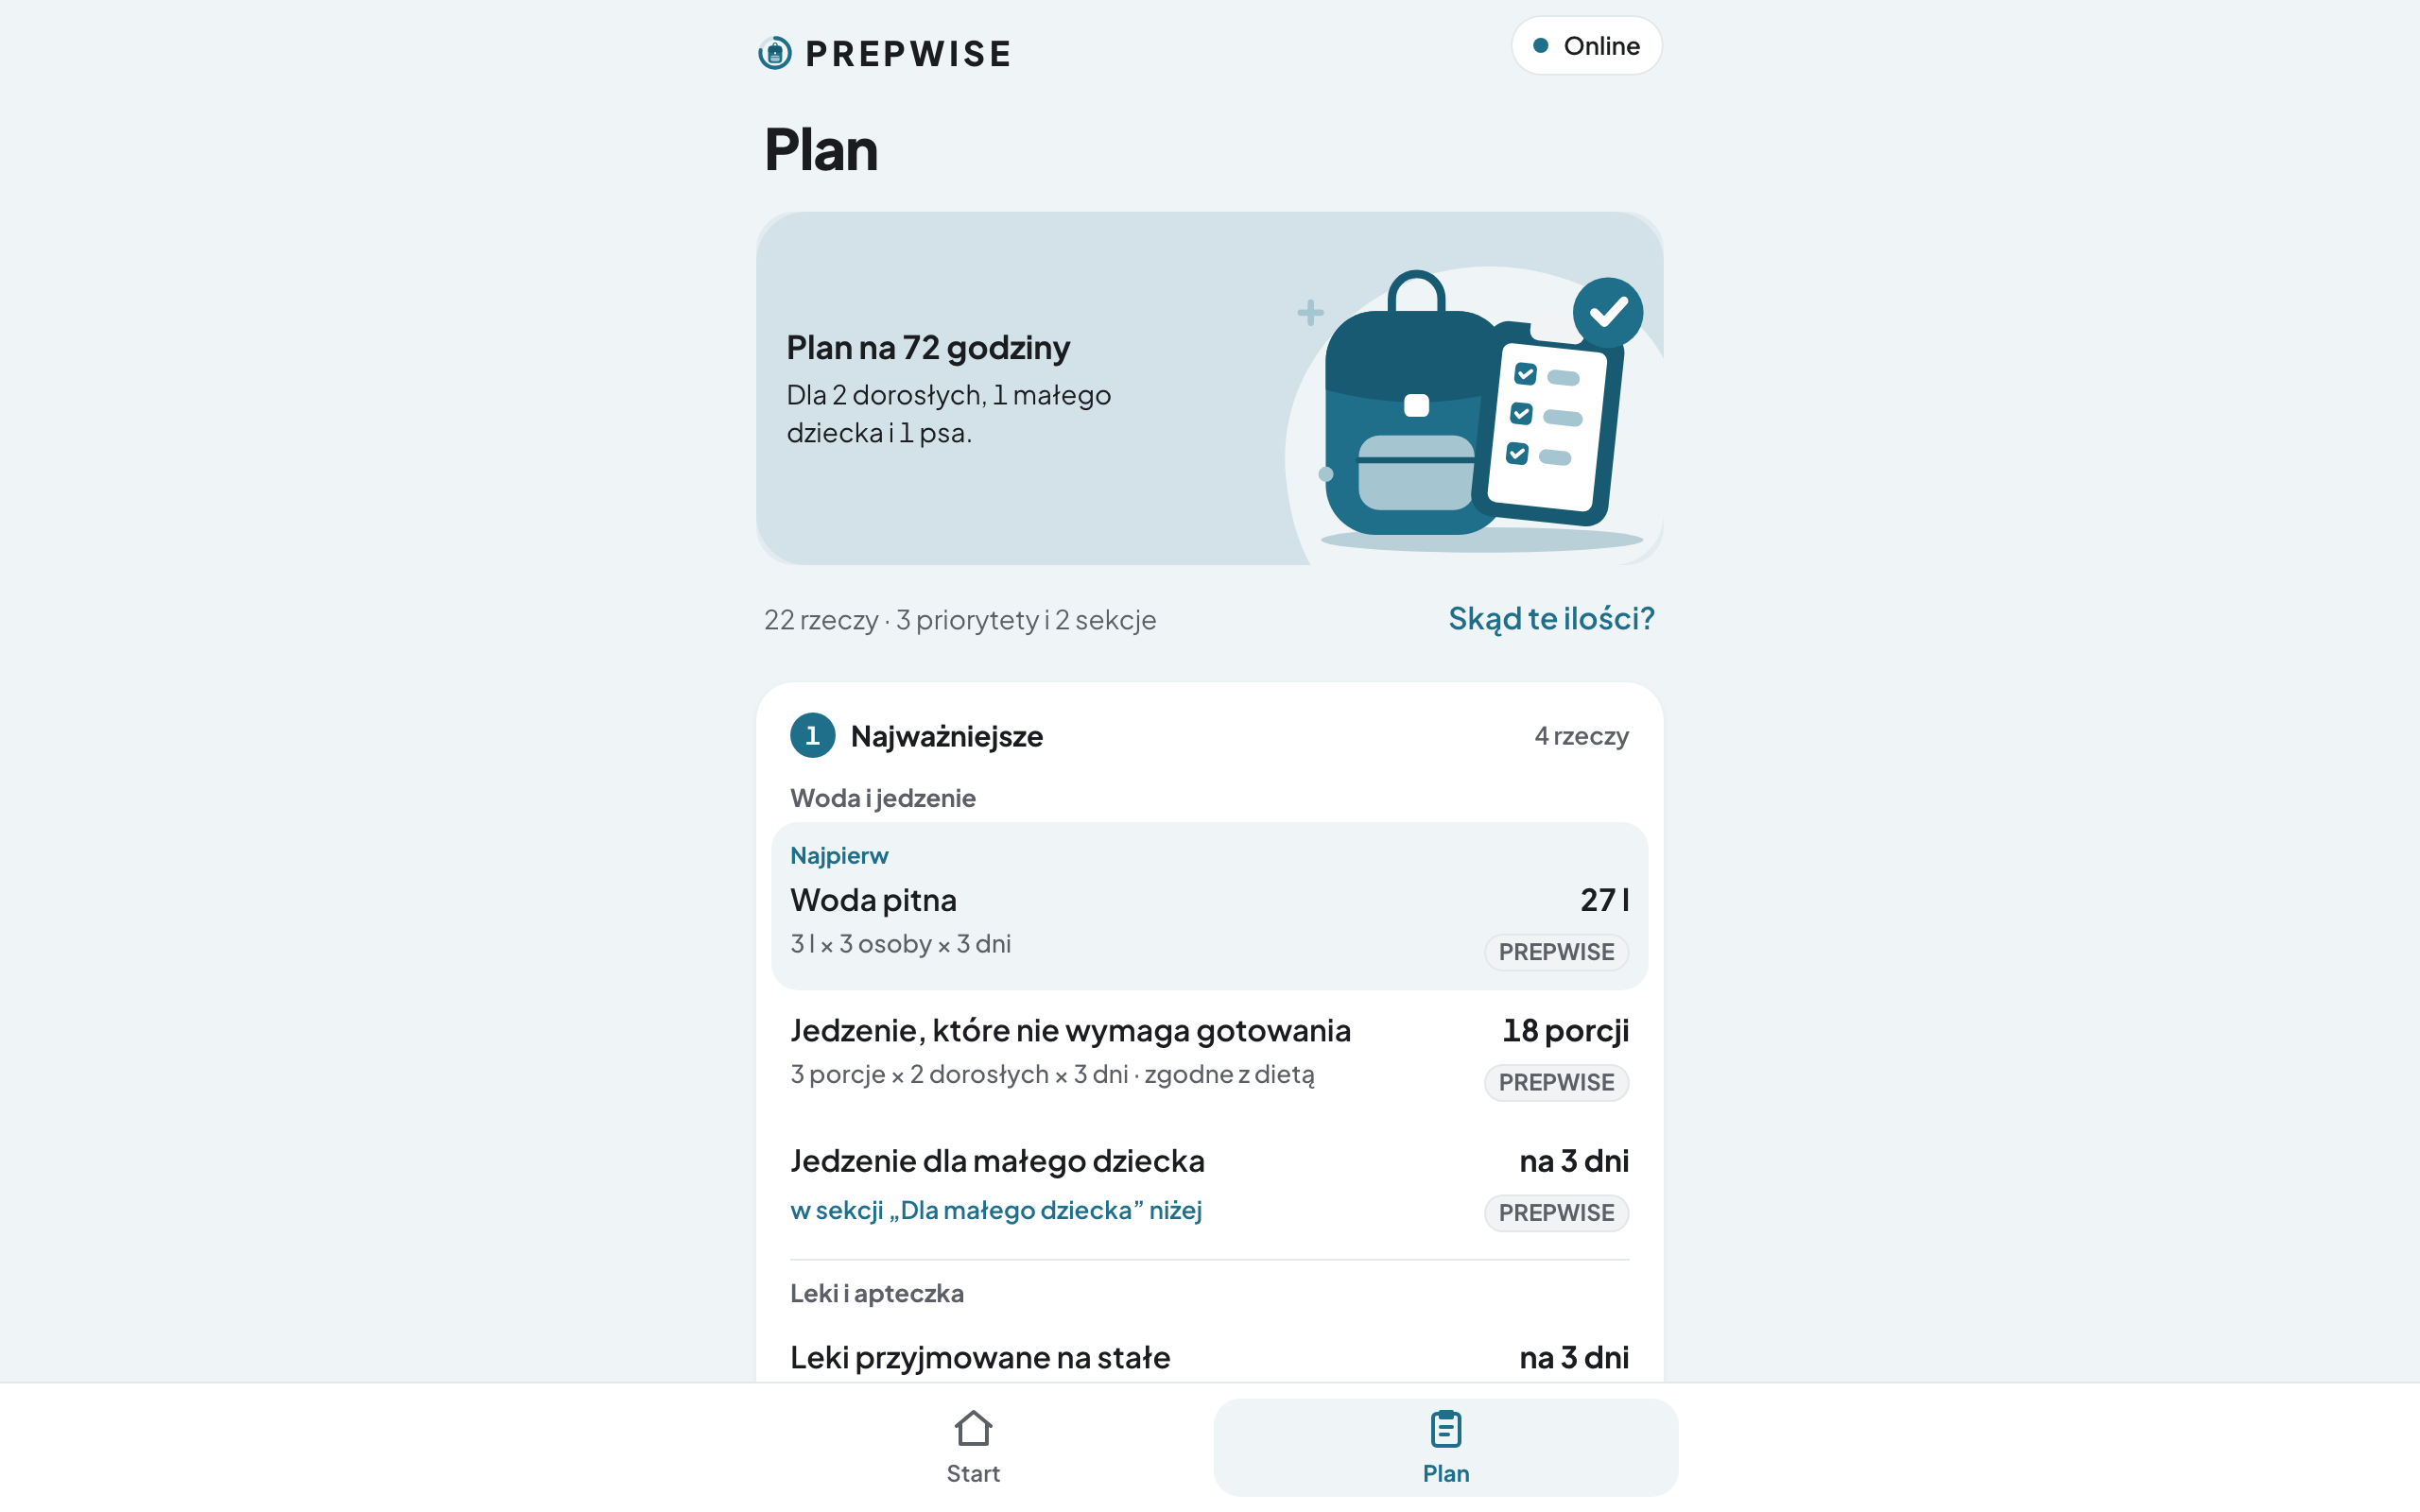 PREPWISE
Online
Plan
Plan na 72 godziny
Dla 2 dorosłych, 1 małego
dziecka i 1 psa.
22 rzeczy · 3 priorytety i 2 sekcje
Skąd te ilości?
1 Najważniejsze
4 rzeczy
Woda i jedzenie
Najpierw
Woda pitna
27 l
3 l × 3 osoby × 3 dni
PREPWISE
Jedzenie, które nie wymaga gotowania
18 porcji
3 porcje × 2 dorosłych × 3 dni · zgodne z dietą
PREPWISE
Jedzenie dla małego dziecka
na 3 dni
w sekcji „Dla małego dziecka” niżej
PREPWISE
Leki i apteczka
Leki przyjmowane na stałe
na 3 dni
Start
Plan